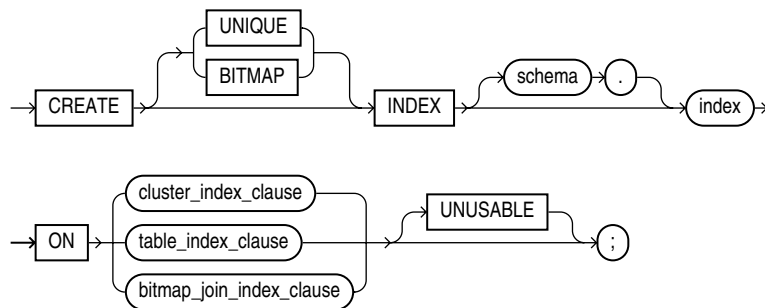 UNIQUE
BITMAP
CREATE INDEX schema . index
cluster_index_clause
ON table_index_clause UNUSABLE ;
bitmap_join_index_clause